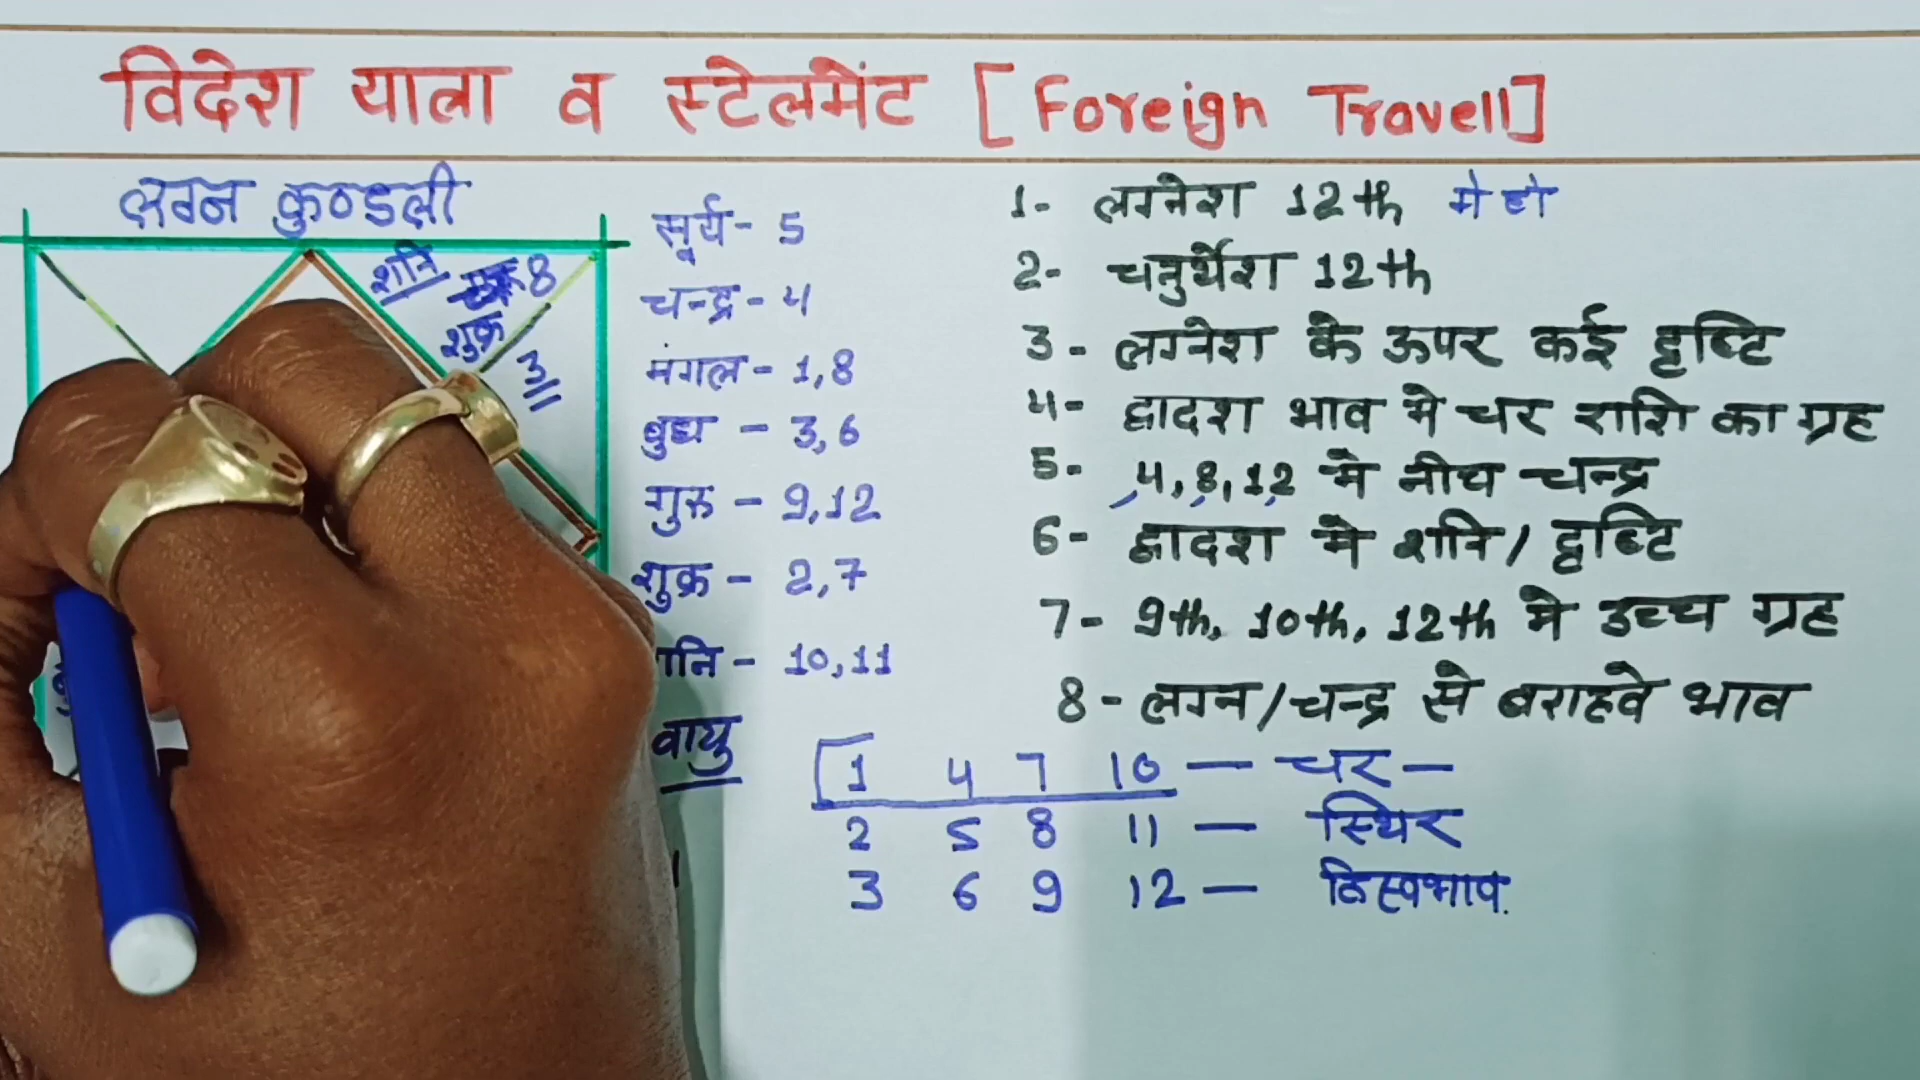 विदेश यात्रा व स्टेलमेंट [Foreign Travell]
लग्न कुण्डली
शनि 8
शुक्र
3
सूर्य- 5
चन्द्र- 4
मंगल- 1,8
बुध - 3,6
गुरु - 9,12
शुक्र - 2,7
नि - 10,11
वायु
1- लग्नेश 12th मे हो
2- चतुर्थेश 12th
3- लग्नेश के ऊपर कई दृष्टि
4- द्वादश भाव मे चर राशि का ग्रह
5- 4,8,12 मे नीच चन्द्र
6- द्वादश मे शनि/दृष्टि
7- 9th, 10th, 12th मे उच्च ग्रह
8- लग्न/चन्द्र से बराहवे भाव
1 4 7 10 — चर —
2 5 8 11 — स्थिर
3 6 9 12 — द्विस्वभाव.